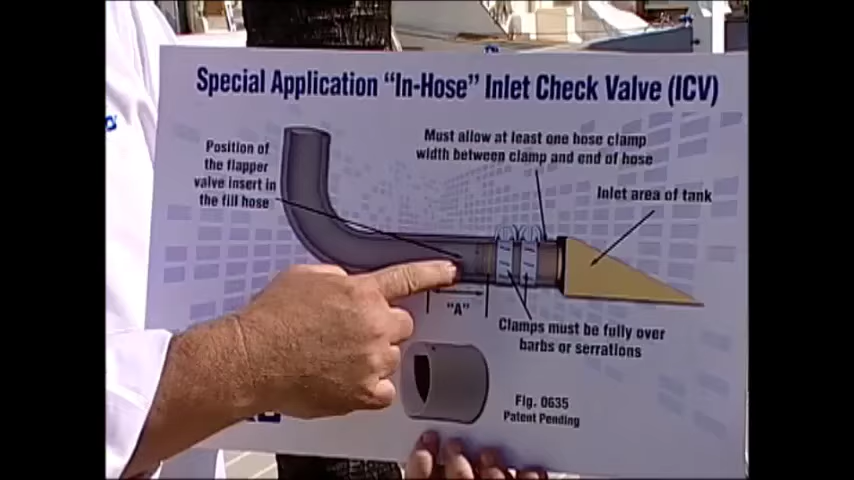 Special Application "In-Hose" Inlet Check Valve (ICV)
Position of
the flapper
valve insert in
the fill hose
Must allow at least one hose clamp
width between clamp and end of hose
Inlet area of tank
"A"
Clamps must be fully over
barbs or serrations
Fig. 0635
Patent Pending